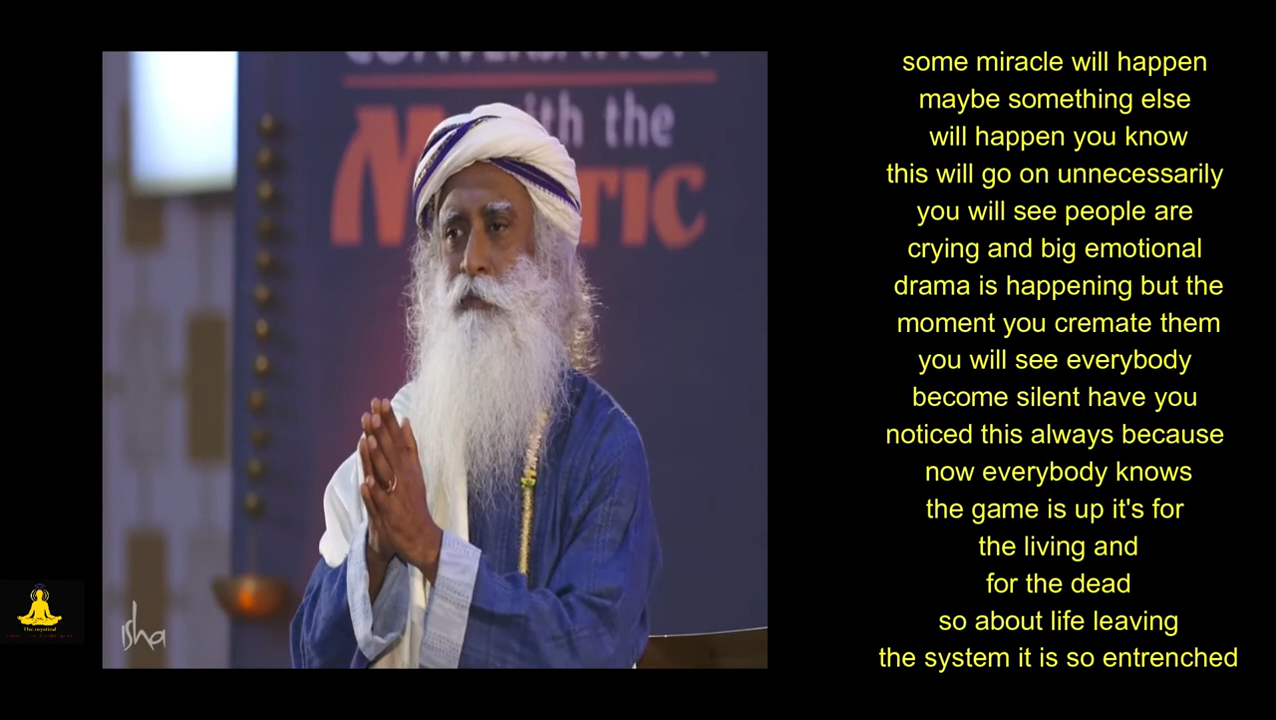 CONVERSATION
with the
isha
some miracle will happen
maybe something else
will happen you know
this will go on unnecessarily
you will see people are
crying and big emotional
drama is happening but the
moment you cremate them
you will see everybody
become silent have you
noticed this always because
now everybody knows
the game is up it's for
the living and
for the dead
so about life leaving
the system it is so entrenched